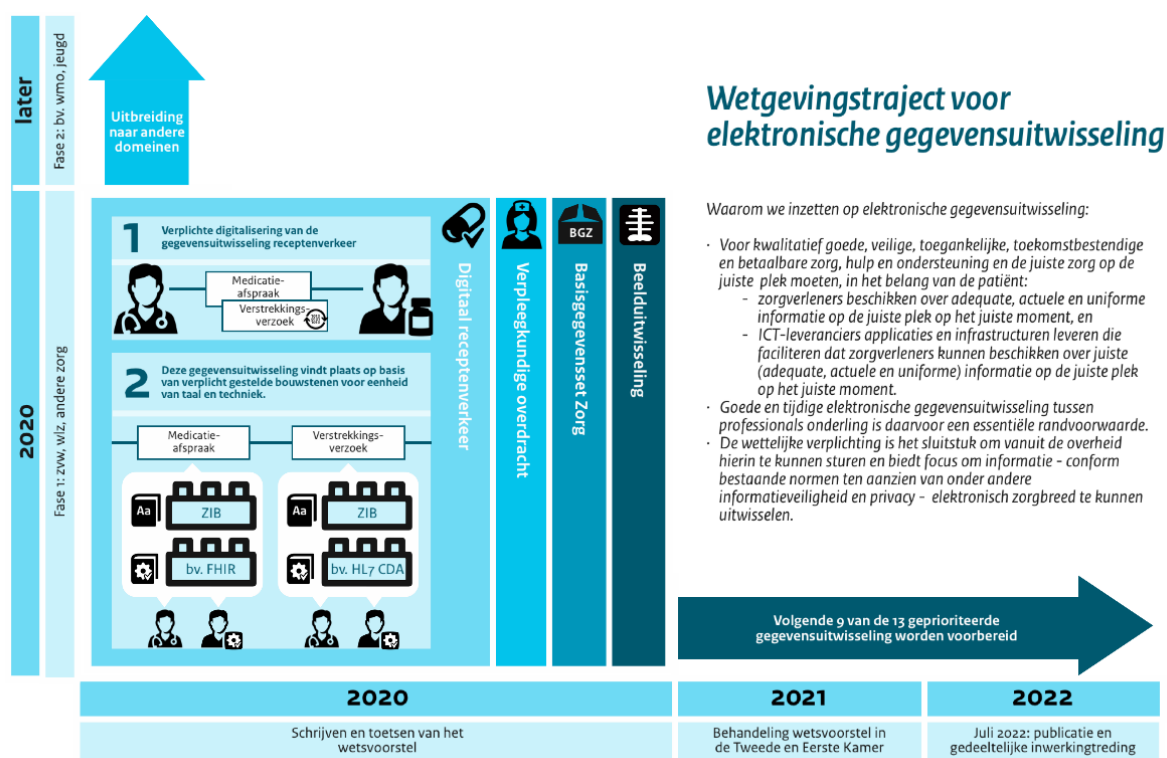 later
Fase 2: bv. wmo, jeugd
2020
Fase 1: zvw, wlz, andere zorg
Uitbreiding
naar andere
domeinen
Wetgevingstraject voor
elektronische gegevensuitwisseling
Waarom we inzetten op elektronische gegevensuitwisseling:
· Voor kwalitatief goede, veilige, toegankelijke, toekomstbestendige
en betaalbare zorg, hulp en ondersteuning en de juiste zorg op de
juiste plek moeten, in het belang van de patiënt:
- zorgverleners beschikken over adequate, actuele en uniforme
informatie op de juiste plek op het juiste moment, en
- ICT-leveranciers applicaties en infrastructuren leveren die
faciliteren dat zorgverleners kunnen beschikken over juiste
(adequate, actuele en uniforme) informatie op de juiste plek
op het juiste moment.
· Goede en tijdige elektronische gegevensuitwisseling tussen
professionals onderling is daarvoor een essentiële randvoorwaarde.
· De wettelijke verplichting is het sluitstuk om vanuit de overheid
hierin te kunnen sturen en biedt focus om informatie - conform
bestaande normen ten aanzien van onder andere
informatieveiligheid en privacy - elektronisch zorgbreed te kunnen
uitwisselen.
1
Verplichte digitalisering van de
gegevensuitwisseling receptenverkeer
Medicatie-
afspraak
Verstrekkings-
verzoek
2
Deze gegevensuitwisseling vindt plaats op basis
van verplicht gestelde bouwstenen voor eenheid
van taal en techniek.
Medicatie-
afspraak
Verstrekkings-
verzoek
Aa
ZIB
Aa
ZIB
bv. FHIR
bv. HL7 CDA
Digitaal receptenverkeer
Verpleegkundige overdracht
BGZ
Basisgegevensset Zorg
Beelduitwisseling
Volgende 9 van de 13 geprioriteerde
gegevensuitwisseling worden voorbereid
2020
2021
2022
Schrijven en toetsen van het
wetsvoorstel
Behandeling wetsvoorstel in
de Tweede en Eerste Kamer
Juli 2022: publicatie en
gedeeltelijke inwerkingtreding